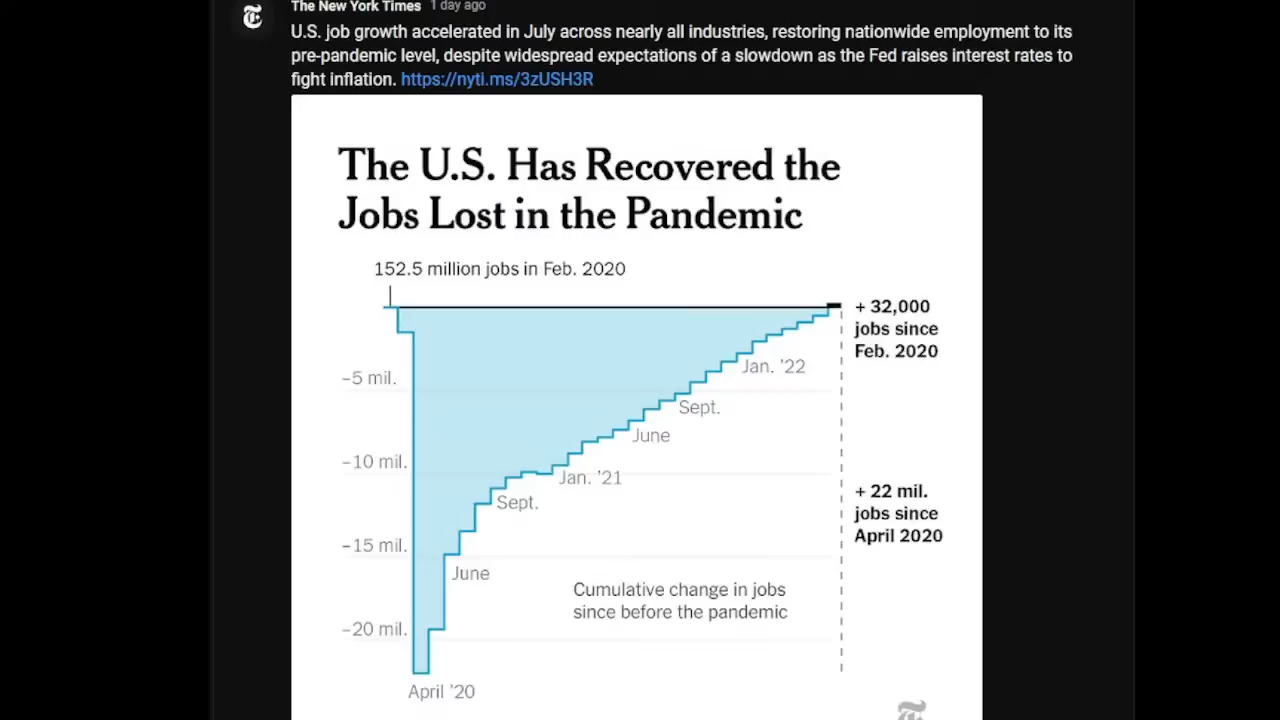 The New York Times 1 day ago
U.S. job growth accelerated in July across nearly all industries, restoring nationwide employment to its
pre-pandemic level, despite widespread expectations of a slowdown as the Fed raises interest rates to
fight inflation. https://nyti.ms/3zUSH3R
The U.S. Has Recovered the
Jobs Lost in the Pandemic
152.5 million jobs in Feb. 2020
+ 32,000
jobs since
Feb. 2020
Jan. '22
–5 mil.
Sept.
June
–10 mil.
Jan. '21
+ 22 mil.
jobs since
April 2020
Sept.
–15 mil.
June
Cumulative change in jobs
since before the pandemic
–20 mil.
April '20